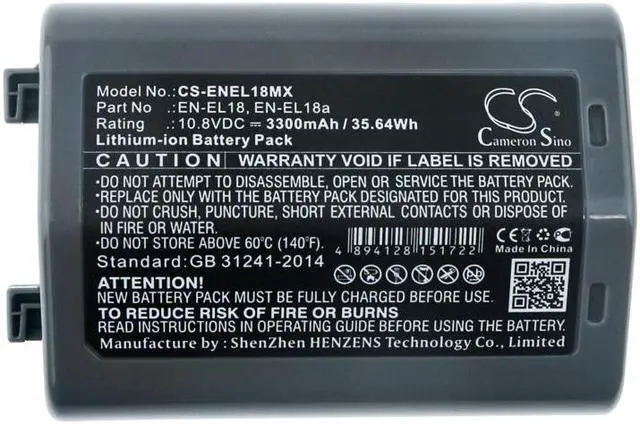 Model No.:CS-ENEL18MX
Part No :EN-EL18, EN-EL18a
Rating :10.8VDC ⎓ 3300mAh / 35.64Wh
Lithium-ion Battery Pack
CS
Cameron Sino
CAUTION WARRANTY VOID IF LABEL IS REMOVED
•DO NOT ATTEMPT TO DISASSEMBLE, OPEN OR SERVICE THE BATTERY PACK.
•REPLACE ONLY WITH THE BATTERY PACK DESIGNATED FOR THIS PRODUCT.
•DO NOT CRUSH, PUNCTURE, SHORT EXTERNAL CONTACTS OR DISPOSE OF
IN FIRE OR WATER.
•DO NOT STORE ABOVE 60°C (140°F).
Standard:GB 31241-2014
4 894128 151722
CE FC
Made In China
ATTENTION!
NEW BATTERY PACK MUST BE FULLY CHARGED BEFORE USE.
TO REDUCE RISK OF FIRE OR BURNS
READ INSTRUCTIONS OF OPERATING GUIDE BEFORE USING BATTERY
Manufacture by : ShenZhen HENZENS Technology Co., Limited